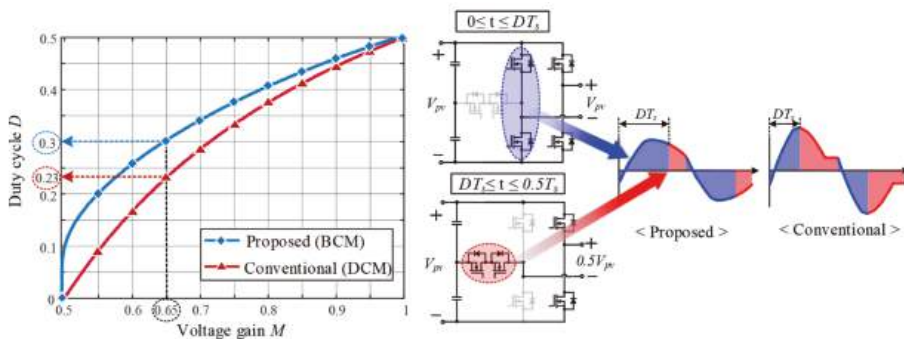 Duty cycle D
0.5
0.4
0.3
0.23
0.2
0.1
0
0.5
0.6
0.65
0.7
0.8
0.9
1
Voltage gain M
Proposed (BCM)
Conventional (DCM)
0≤ t ≤ DTs
+
Vpv
−
+
Vpv
−
DTs≤ t ≤ 0.5Ts
+
Vpv
−
+
0.5Vpv
−
DTs
< Proposed >
DTs
< Conventional >